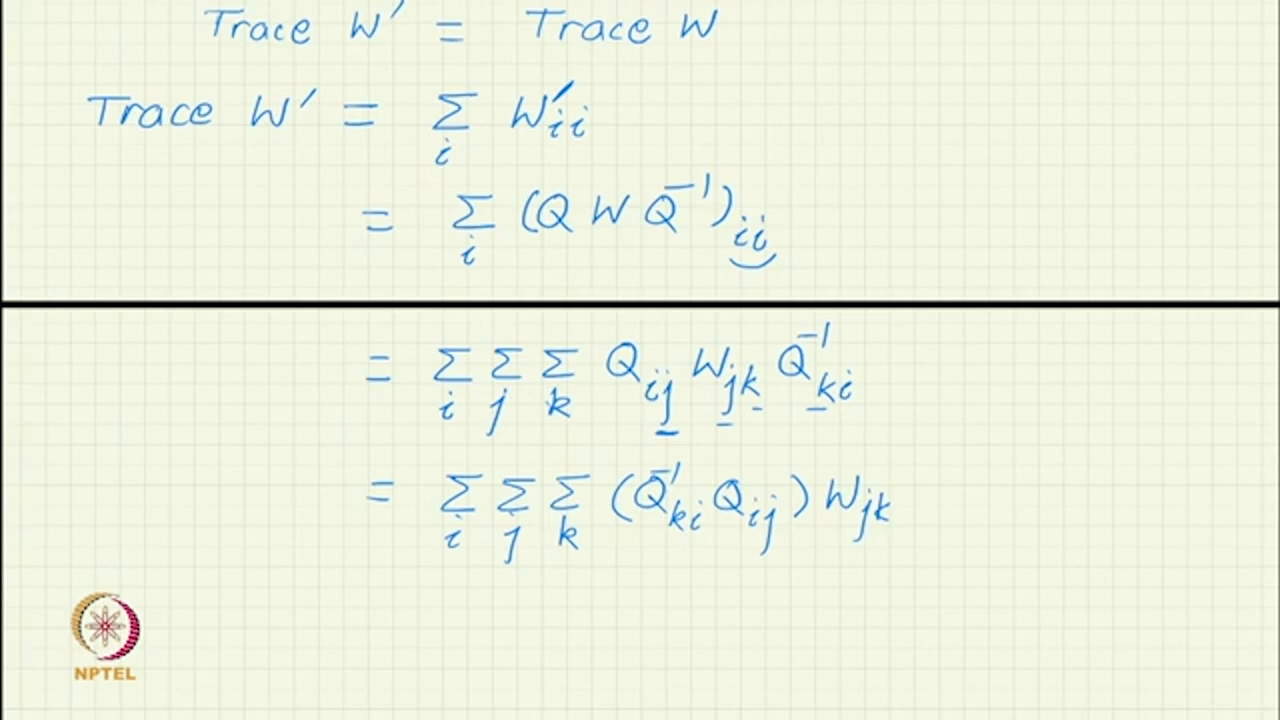 Trace W′ = Trace W
Trace W′ = Σ_i W′_ii
= Σ_i (Q W Q⁻¹)_ii
= Σ_i Σ_j Σ_k Q_ij W_jk Q⁻¹_ki
= Σ_i Σ_j Σ_k (Q⁻¹_ki Q_ij) W_jk
NPTEL